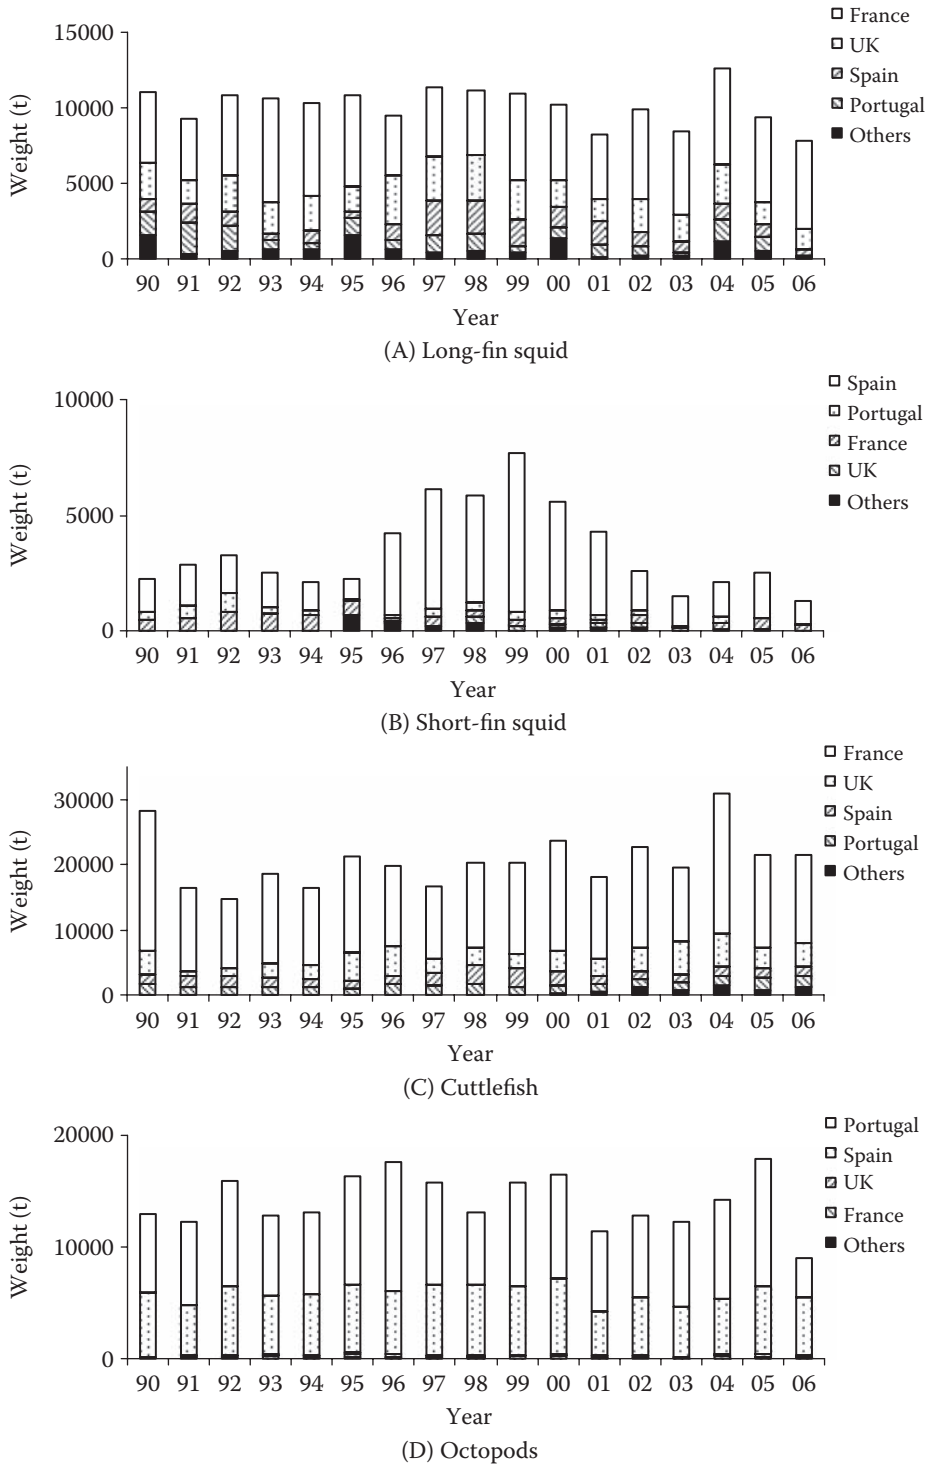 15000
10000
5000
0
Weight (t)
France
UK
Spain
Portugal
Others
90 91 92 93 94 95 96 97 98 99 00 01 02 03 04 05 06
Year
(A) Long-fin squid
10000
5000
0
Weight (t)
Spain
Portugal
France
UK
Others
90 91 92 93 94 95 96 97 98 99 00 01 02 03 04 05 06
Year
(B) Short-fin squid
30000
20000
10000
0
Weight (t)
France
UK
Spain
Portugal
Others
90 91 92 93 94 95 96 97 98 99 00 01 02 03 04 05 06
Year
(C) Cuttlefish
20000
10000
0
Weight (t)
Portugal
Spain
UK
France
Others
90 91 92 93 94 95 96 97 98 99 00 01 02 03 04 05 06
Year
(D) Octopods